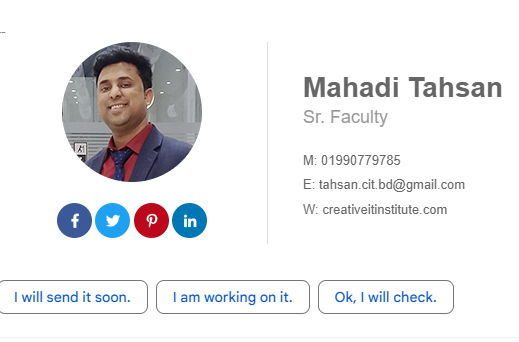 Mahadi Tahsan
Sr. Faculty
M: 01990779785
E: tahsan.cit.bd@gmail.com
W: creativeitinstitute.com
I will send it soon.
I am working on it.
Ok, I will check.